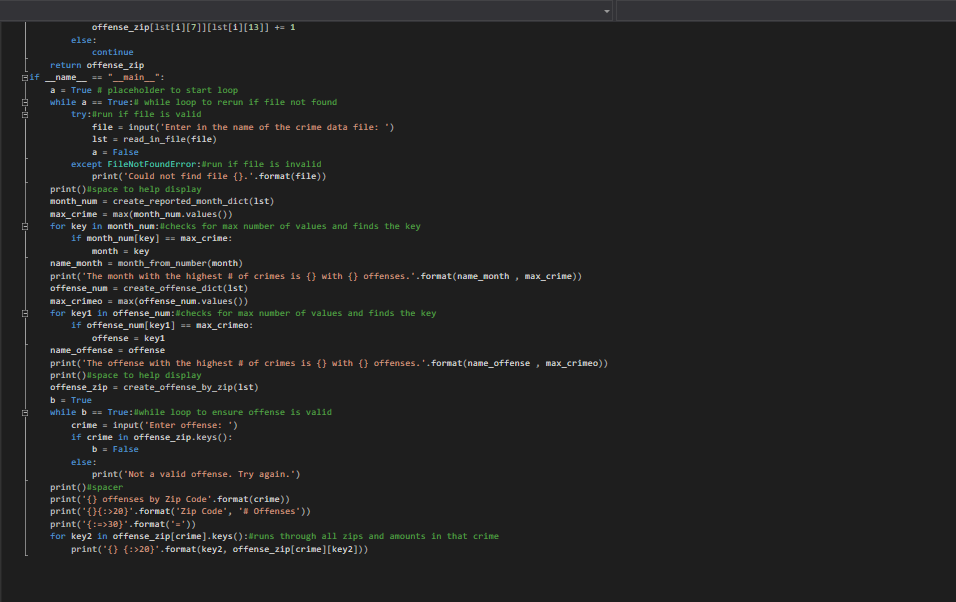 offense_zip[lst[i][7]][lst[i][13]] += 1
        else:
            continue
    return offense_zip
if __name__ == "__main__":
    a = True # placeholder to start loop
    while a == True:# while loop to rerun if file not found
        try:#run if file is valid
            file = input('Enter in the name of the crime data file: ')
            lst = read_in_file(file)
            a = False
        except FileNotFoundError:#run if file is invalid
            print('Could not find file {}.'.format(file))
    print()#space to help display
    month_num = create_reported_month_dict(lst)
    max_crime = max(month_num.values())
    for key in month_num:#checks for max number of values and finds the key
        if month_num[key] == max_crime:
            month = key
    name_month = month_from_number(month)
    print('The month with the highest # of crimes is {} with {} offenses.'.format(name_month , max_crime))
    offense_num = create_offense_dict(lst)
    max_crimeo = max(offense_num.values())
    for key1 in offense_num:#checks for max number of values and finds the key
        if offense_num[key1] == max_crimeo:
            offense = key1
    name_offense = offense
    print('The offense with the highest # of crimes is {} with {} offenses.'.format(name_offense , max_crimeo))
    print()#space to help display
    offense_zip = create_offense_by_zip(lst)
    b = True
    while b == True:#while loop to ensure offense is valid
        crime = input('Enter offense: ')
        if crime in offense_zip.keys():
            b = False
        else:
            print('Not a valid offense. Try again.')
    print()#spacer
    print('{} offenses by Zip Code'.format(crime))
    print('{}{:>20}'.format('Zip Code', '# Offenses'))
    print('{:=>30}'.format('='))
    for key2 in offense_zip[crime].keys():#runs through all zips and amounts in that crime
        print('{} {:>20}'.format(key2, offense_zip[crime][key2]))